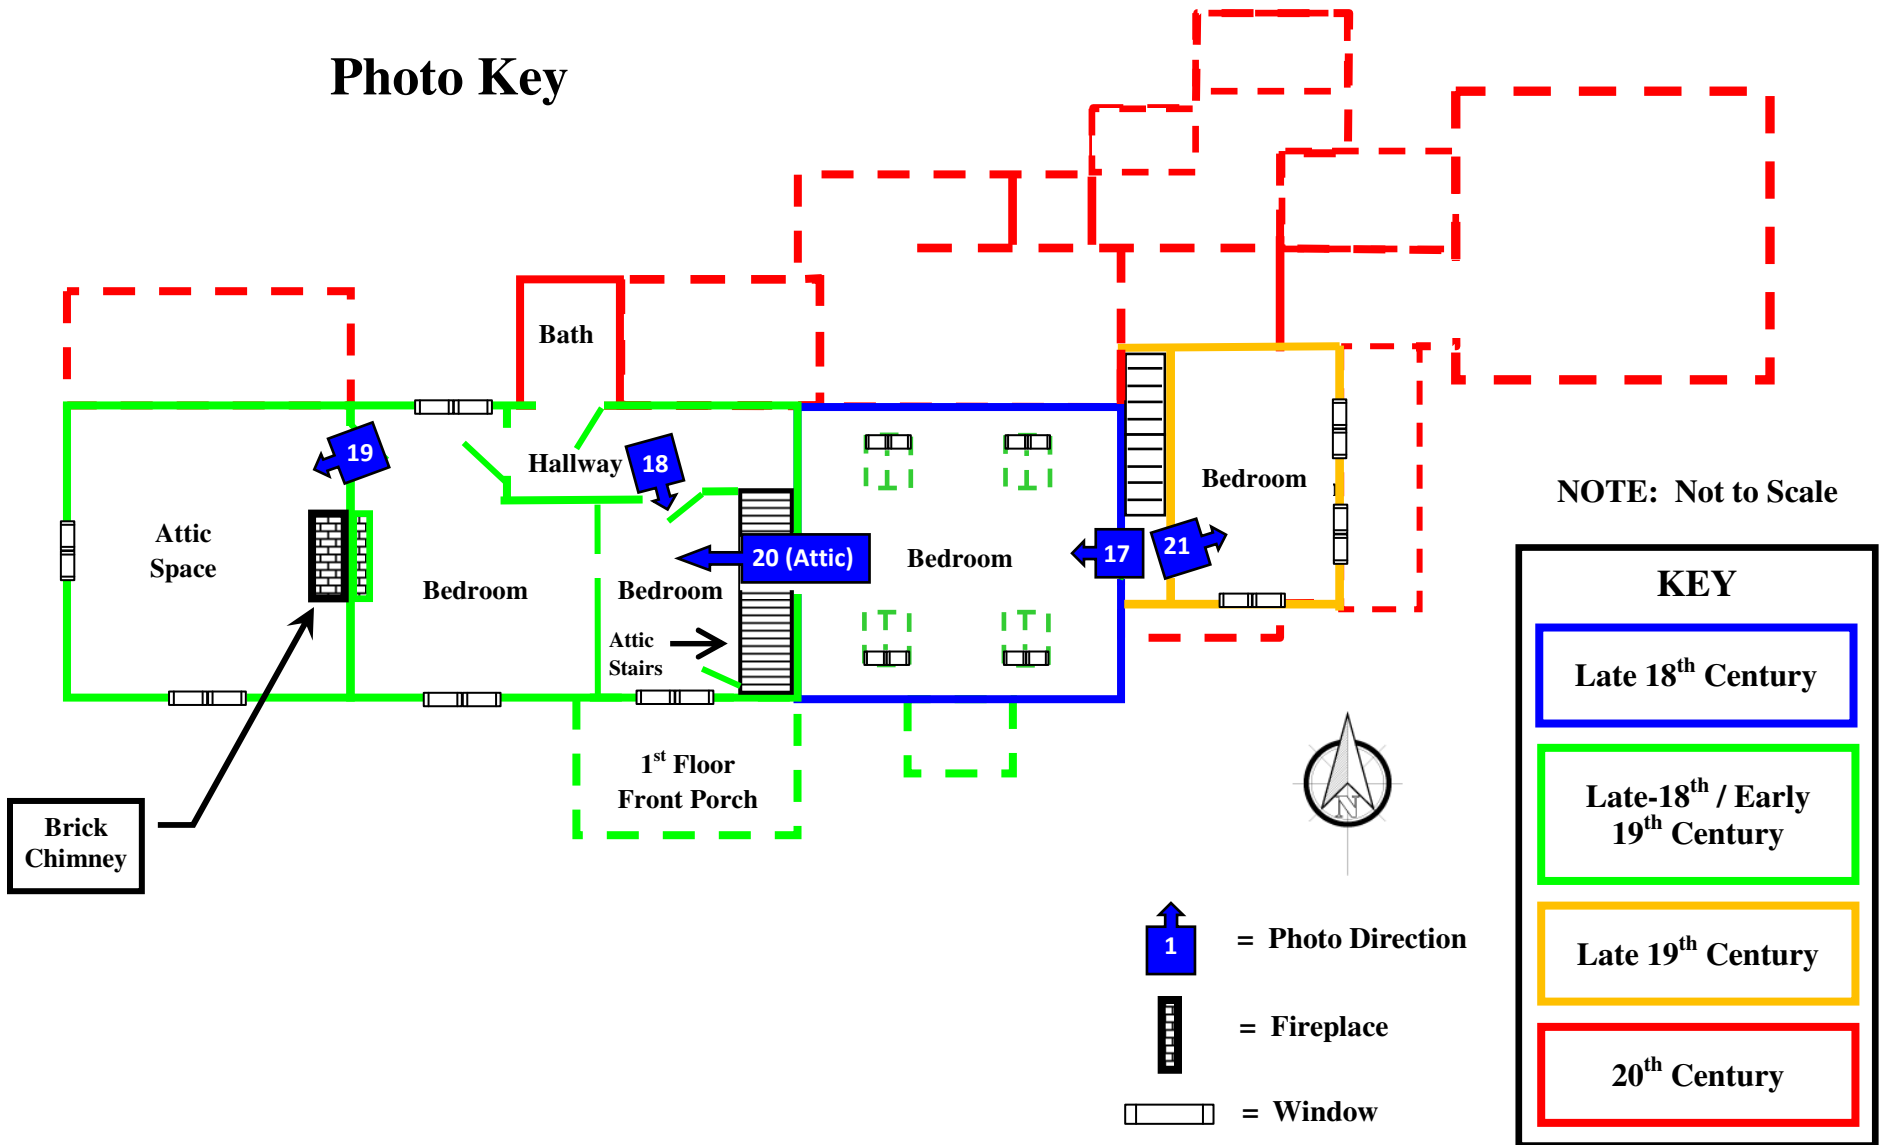 Photo Key
Bath
19
Hallway
18
Bedroom
NOTE: Not to Scale
Attic
Space
Bedroom
Bedroom
20 (Attic)
Bedroom
17
21
Attic
Stairs
1st Floor
Front Porch
Brick
Chimney
N
KEY
Late 18th Century
Late-18th / Early
19th Century
Late 19th Century
20th Century
1
= Photo Direction
= Fireplace
= Window